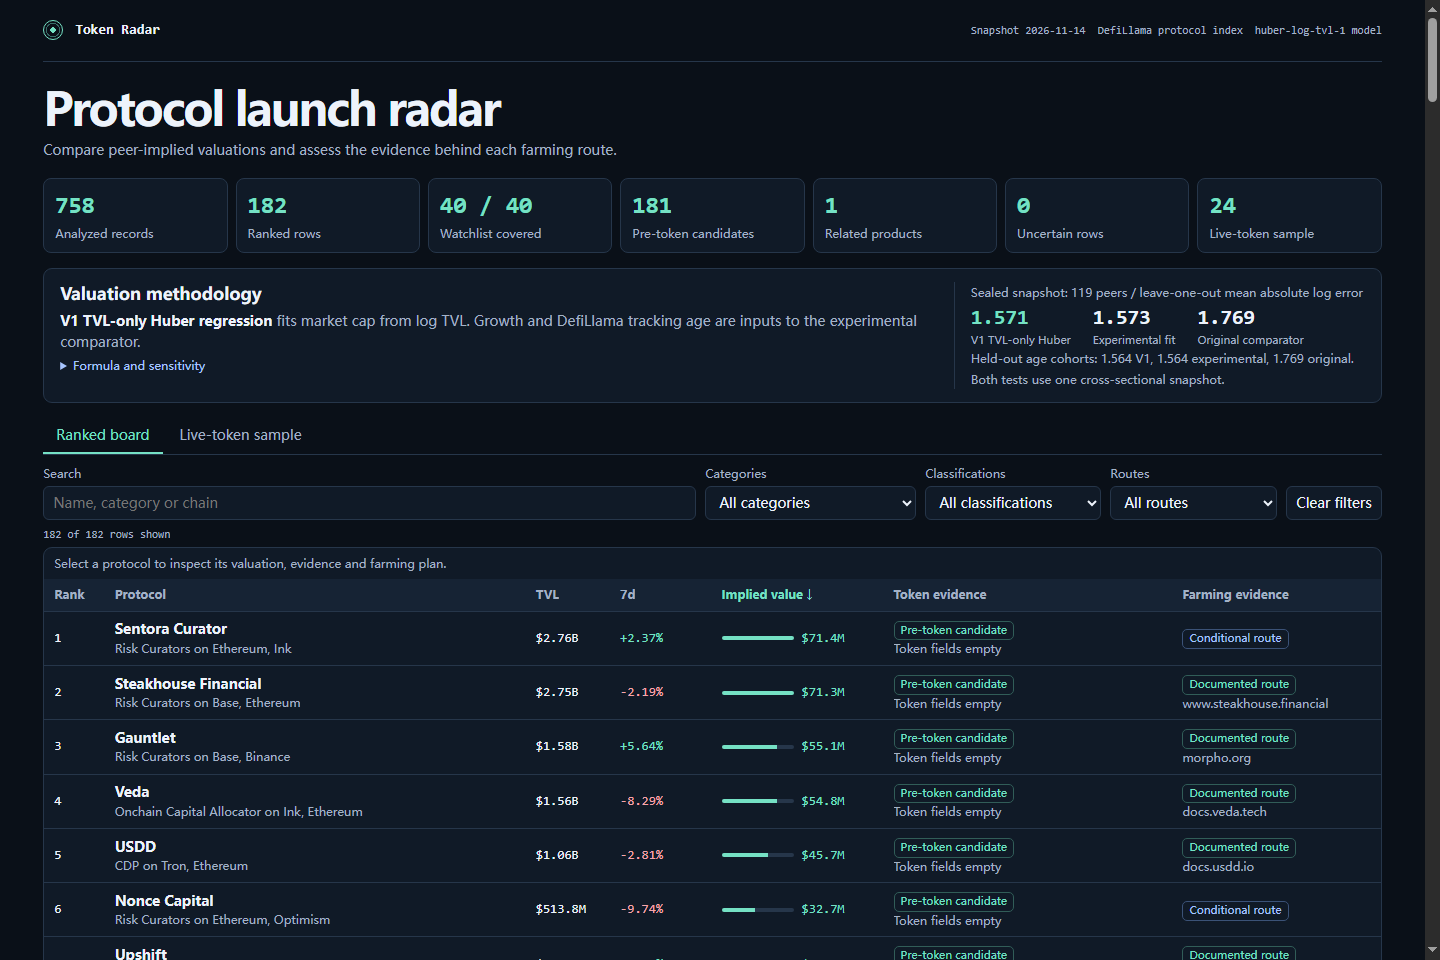 Token Radar
Snapshot 2026-11-14 DefiLlama protocol index huber-log-tvl-1 model
Protocol launch radar
Compare peer-implied valuations and assess the evidence behind each farming route.
758
Analyzed records
182
Ranked rows
40 / 40
Watchlist covered
181
Pre-token candidates
1
Related products
0
Uncertain rows
24
Live-token sample
Valuation methodology
V1 TVL-only Huber regression fits market cap from log TVL. Growth and DefiLlama tracking age are inputs to the experimental
comparator.
▶ Formula and sensitivity
Sealed snapshot: 119 peers / leave-one-out mean absolute log error
1.571 1.573 1.769
V1 TVL-only Huber Experimental fit Original comparator
Held-out age cohorts: 1.564 V1, 1.564 experimental, 1.769 original.
Both tests use one cross-sectional snapshot.
Ranked board Live-token sample
Search Categories Classifications Routes
Name, category or chain All categories All classifications All routes Clear filters
182 of 182 rows shown
Select a protocol to inspect its valuation, evidence and farming plan.
Rank Protocol TVL 7d Implied value ↓ Token evidence Farming evidence
1 Sentora Curator $2.76B +2.37% $71.4M Pre-token candidate Conditional route
Risk Curators on Ethereum, Ink Token fields empty
2 Steakhouse Financial $2.75B -2.19% $71.3M Pre-token candidate Documented route
Risk Curators on Base, Ethereum Token fields empty www.steakhouse.financial
3 Gauntlet $1.58B +5.64% $55.1M Pre-token candidate Documented route
Risk Curators on Base, Binance Token fields empty morpho.org
4 Veda $1.56B -8.29% $54.8M Pre-token candidate Documented route
Onchain Capital Allocator on Ink, Ethereum Token fields empty docs.veda.tech
5 USDD $1.06B -2.81% $45.7M Pre-token candidate Documented route
CDP on Tron, Ethereum Token fields empty docs.usdd.io
6 Nonce Capital $513.8M -9.74% $32.7M Pre-token candidate Conditional route
Risk Curators on Ethereum, Optimism Token fields empty
Upshift Pre-token candidate Documented route